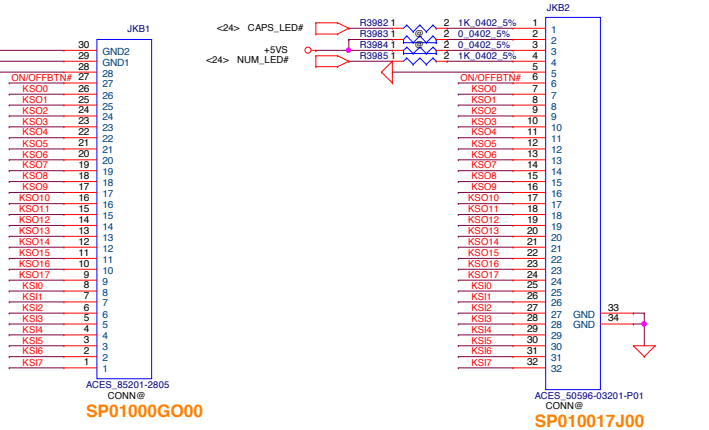 JKB1
30 GND2
29 GND1
28 28
ON/OFFBTN# 27 27
KSO0 26 26
KSO1 25 25
KSO2 24 24
KSO3 23 23
KSO4 22 22
KSO5 21 21
KSO6 20 20
KSO7 19 19
KSO8 18 18
KSO9 17 17
KSO10 16 16
KSO11 15 15
KSO12 14 14
KSO13 13 13
KSO14 12 12
KSO15 11 11
KSO16 10 10
KSO17 9 9
KSI0 8 8
KSI1 7 7
KSI2 6 6
KSI3 5 5
KSI4 4 4
KSI5 3 3
KSI6 2 2
KSI7 1 1
ACES_85201-2805
CONN@
SP01000GO00
JKB2
<24> CAPS_LED# R3982 1 2 1K_0402_5% 1 1
R3983 1 @ 2 0_0402_5% 2 2
+5VS R3984 1 @ 2 0_0402_5% 3 3
<24> NUM_LED# R3985 1 2 1K_0402_5% 4 4
5 5
ON/OFFBTN# 6 6
KSO0 7 7
KSO1 8 8
KSO2 9 9
KSO3 10 10
KSO4 11 11
KSO5 12 12
KSO6 13 13
KSO7 14 14
KSO8 15 15
KSO9 16 16
KSO10 17 17
KSO11 18 18
KSO12 19 19
KSO13 20 20
KSO14 21 21
KSO15 22 22
KSO16 23 23
KSO17 24 24
KSI0 25 25
KSI1 26 26
KSI2 27 27 GND 33
KSI3 28 28 GND 34
KSI4 29 29
KSI5 30 30
KSI6 31 31
KSI7 32 32
ACES_50596-03201-P01
CONN@
SP010017J00